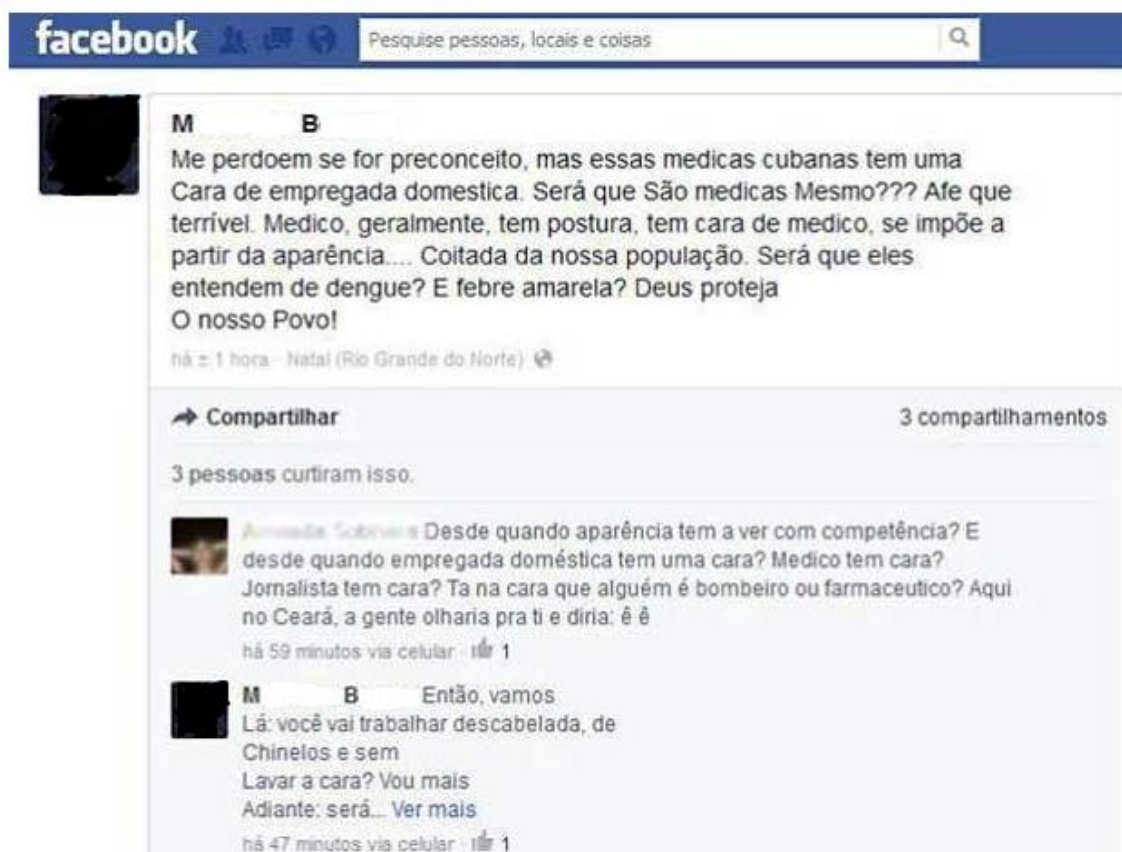 facebook
Pesquise pessoas, locais e coisas
M B
Me perdoem se for preconceito, mas essas medicas cubanas tem uma
Cara de empregada domestica. Será que São medicas Mesmo??? Afe que
terrível. Medico, geralmente, tem postura, tem cara de medico, se impõe a
partir da aparência.... Coitada da nossa população. Será que eles
entendem de dengue? E febre amarela? Deus proteja
O nosso Povo!
há ± 1 hora · Natal (Rio Grande do Norte)
Compartilhar 3 compartilhamentos
3 pessoas curtiram isso.
Desde quando aparência tem a ver com competência? E
desde quando empregada doméstica tem uma cara? Medico tem cara?
Jornalista tem cara? Ta na cara que alguém é bombeiro ou farmaceutico? Aqui
no Ceará, a gente olharia pra ti e diria: ê ê
há 59 minutos via celular · 1
M B Então, vamos
Lá: você vai trabalhar descabelada, de
Chinelos e sem
Lavar a cara? Vou mais
Adiante: será... Ver mais
há 47 minutos via celular · 1